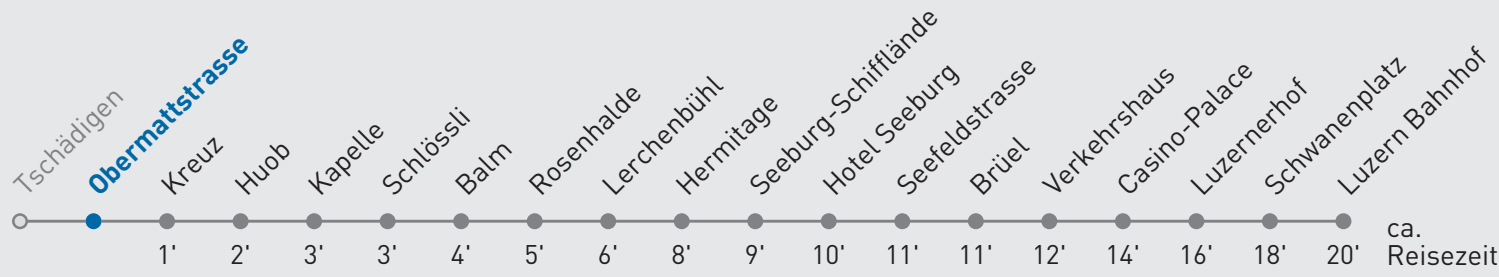 Tschädigen
Obermattstrasse
Kreuz
Huob
Kapelle
Schlössli
Balm
Rosenhalde
Lerchenbühl
Hermitage
Seeburg-Schifflände
Hotel Seeburg
Seefeldstrasse
Brüel
Verkehrshaus
Casino-Palace
Luzernerhof
Schwanenplatz
Luzern Bahnhof
1' 2' 3' 3' 4' 5' 6' 8' 9' 10' 11' 11' 12' 14' 16' 18' 20'
ca.
Reisezeit